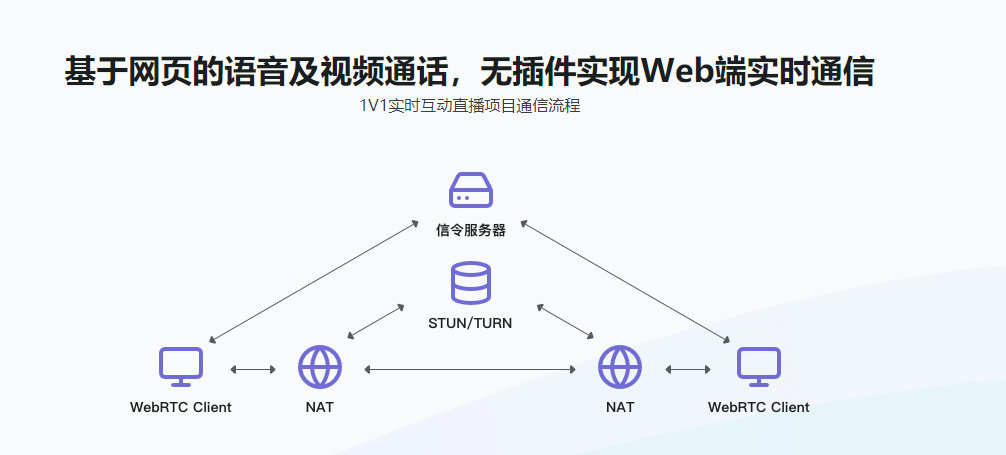 基于网页的语音及视频通话，无插件实现Web端实时通信
1V1实时互动直播项目通信流程
信令服务器
STUN/TURN
WebRTC Client
NAT
NAT
WebRTC Client